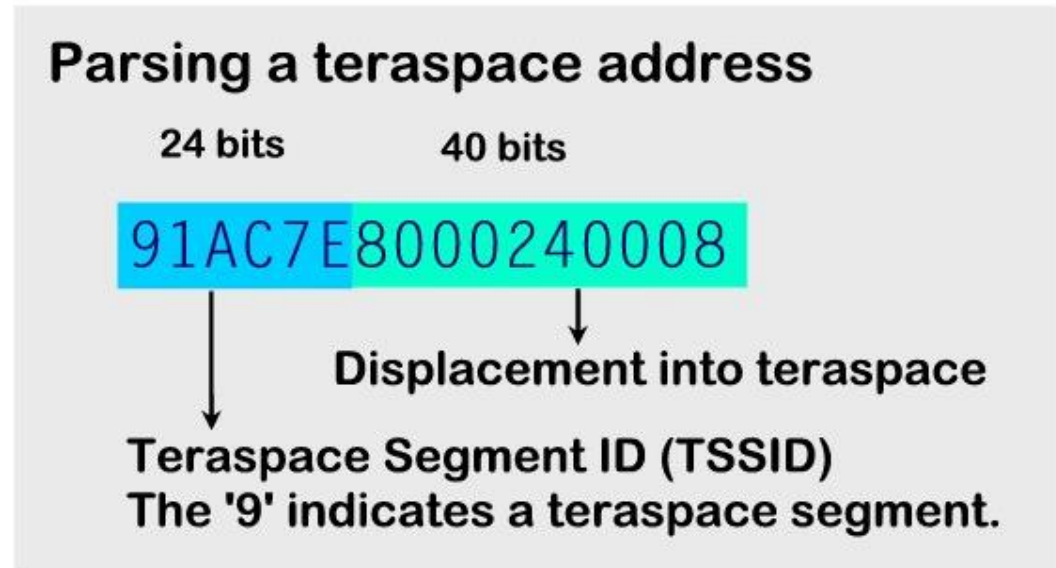 Parsing a teraspace address
24 bits 40 bits
91AC7E8000240008
Displacement into teraspace
Teraspace Segment ID (TSSID)
The '9' indicates a teraspace segment.